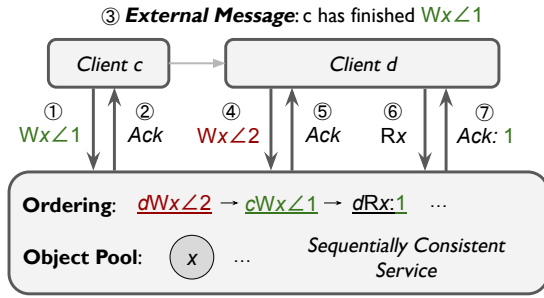 ③ External Message: c has finished Wx∠1
Client c
Client d
① ② ④ ⑤ ⑥ ⑦
Wx∠1 Ack Wx∠2 Ack Rx Ack: 1
Ordering: dWx∠2 → cWx∠1 → dRx:1 ...
Object Pool: x ... Sequentially Consistent
Service